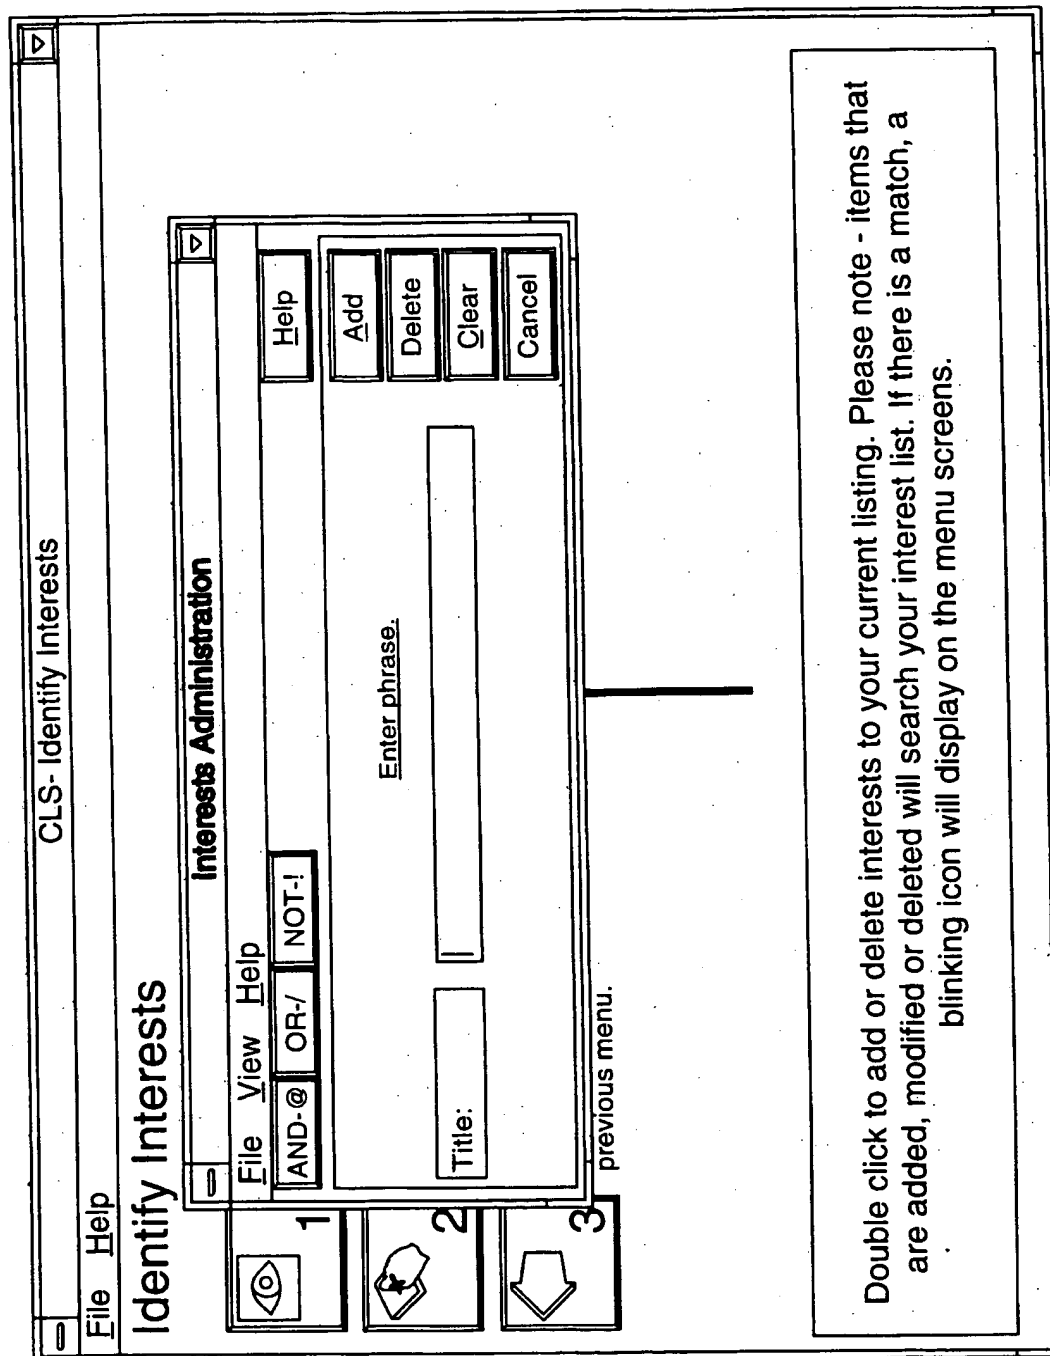 CLS- Identify Interests
File Help
Identify Interests
Interests Administration
File View Help
AND-@ OR-/ NOT-! Help
Enter phrase.
Title:
Add
Delete
Clear
Cancel
1
2
3
previous menu.
Double click to add or delete interests to your current listing. Please note - items that
are added, modified or deleted will search your interest list. If there is a match, a
blinking icon will display on the menu screens.